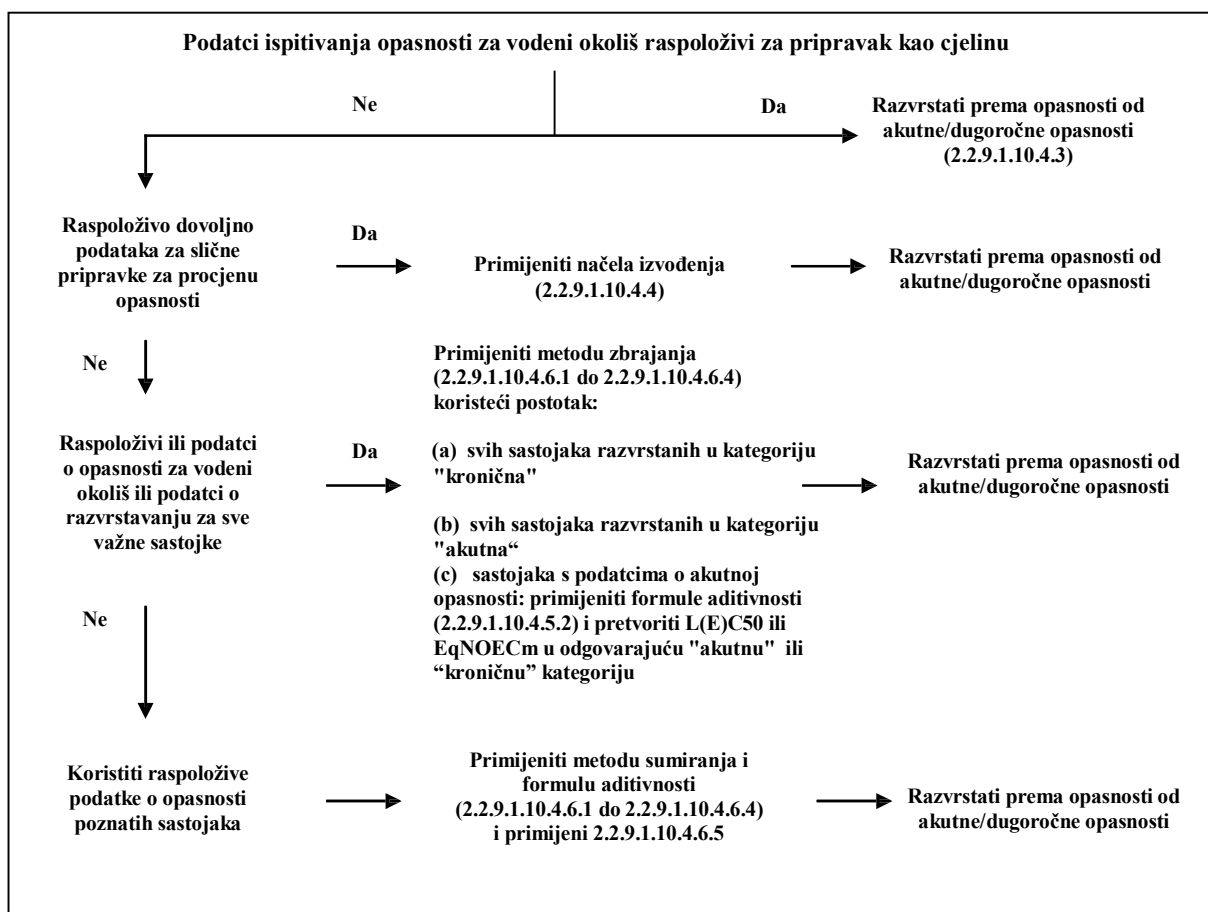 Podatci ispitivanja opasnosti za vodeni okoliš raspoloživi za pripravak kao cjelinu
Ne
Da
Razvrstati prema opasnosti od
akutne/dugoročne opasnosti
(2.2.9.1.10.4.3)
Raspoloživo dovoljno
podataka za slične
pripravke za procjenu
opasnosti
Da
Primijeniti načela izvođenja
(2.2.9.1.10.4.4)
Razvrstati prema opasnosti od
akutne/dugoročne opasnosti
Ne
Primijeniti metodu zbrajanja
(2.2.9.1.10.4.6.1 do 2.2.9.1.10.4.6.4)
koristeći postotak:
Raspoloživi ili podatci
o opasnosti za vodeni
okoliš ili podatci o
razvrstavanju za sve
važne sastojke
Da
(a) svih sastojaka razvrstanih u kategoriju
"kronična"
(b) svih sastojaka razvrstanih u kategoriju
"akutna“
(c) sastojaka s podatcima o akutnoj
opasnosti: primijeniti formule aditivnosti
(2.2.9.1.10.4.5.2) i pretvoriti L(E)C50 ili
EqNOECm u odgovarajuću "akutnu" ili
“kroničnu” kategoriju
Razvrstati prema opasnosti od
akutne/dugoročne opasnosti
Ne
Koristiti raspoložive
podatke o opasnosti
poznatih sastojaka
Primijeniti metodu sumiranja i
formulu aditivnosti
(2.2.9.1.10.4.6.1 do 2.2.9.1.10.4.6.4)
i primijeni 2.2.9.1.10.4.6.5
Razvrstati prema opasnosti od
akutne/dugoročne opasnosti